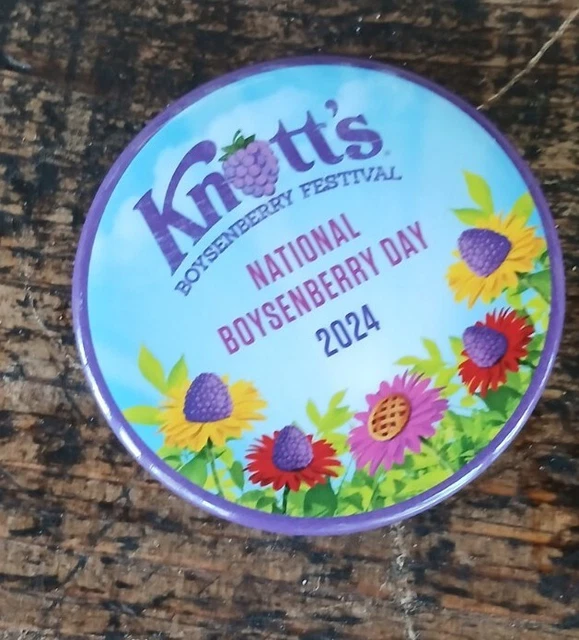 Knott's
BOYSENBERRY FESTIVAL
NATIONAL
BOYSENBERRY DAY
2024